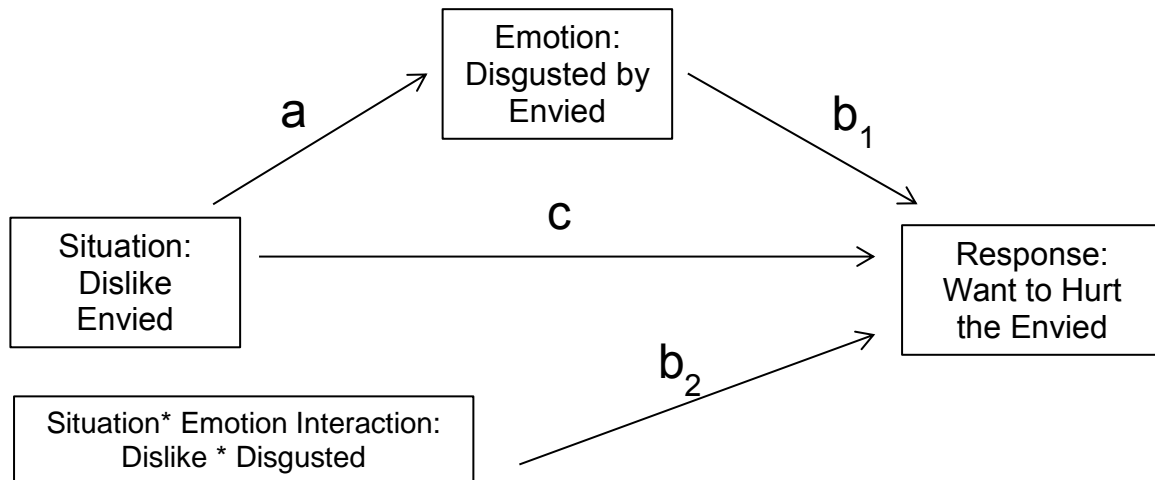 Emotion:
Disgusted by
Envied
a
b₁
c
Situation:
Dislike
Envied
Response:
Want to Hurt
the Envied
b₂
Situation* Emotion Interaction:
Dislike * Disgusted